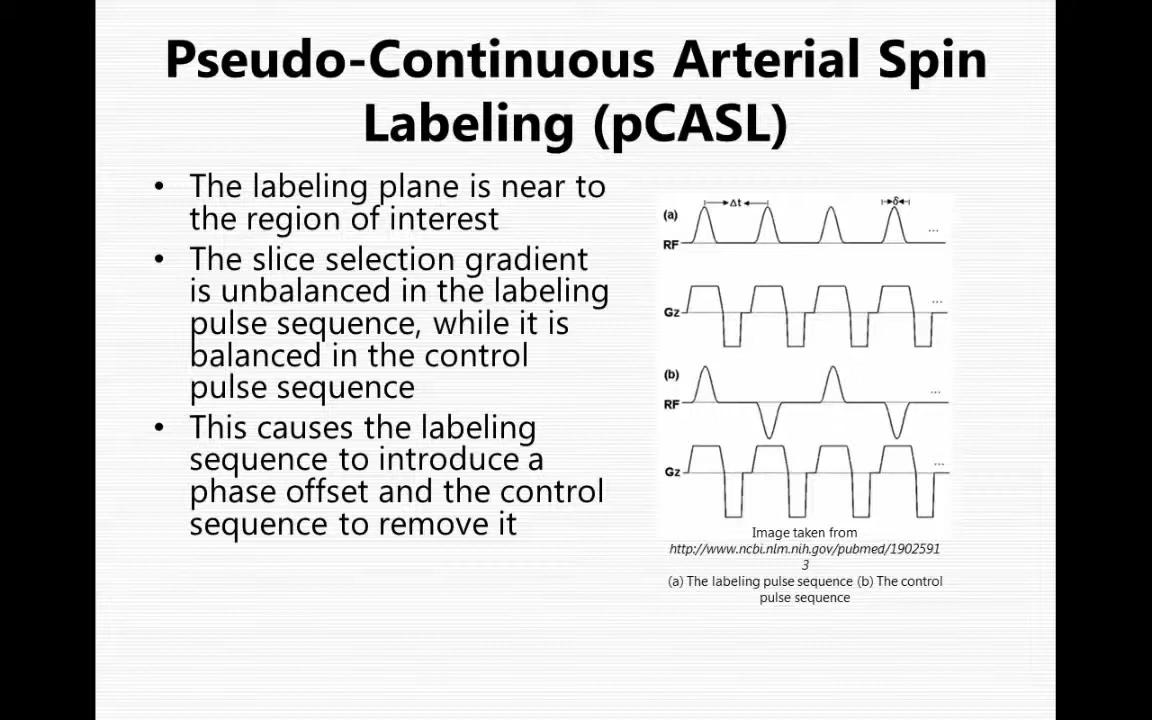 Pseudo-Continuous Arterial Spin
Labeling (pCASL)
• The labeling plane is near to
the region of interest
• The slice selection gradient
is unbalanced in the labeling
pulse sequence, while it is
balanced in the control
pulse sequence
• This causes the labeling
sequence to introduce a
phase offset and the control
sequence to remove it
Δt
δ
(a)
...
RF
...
Gz
(b)
...
RF
...
Gz
Image taken from
http://www.ncbi.nlm.nih.gov/pubmed/1902591
3
(a) The labeling pulse sequence (b) The control
pulse sequence